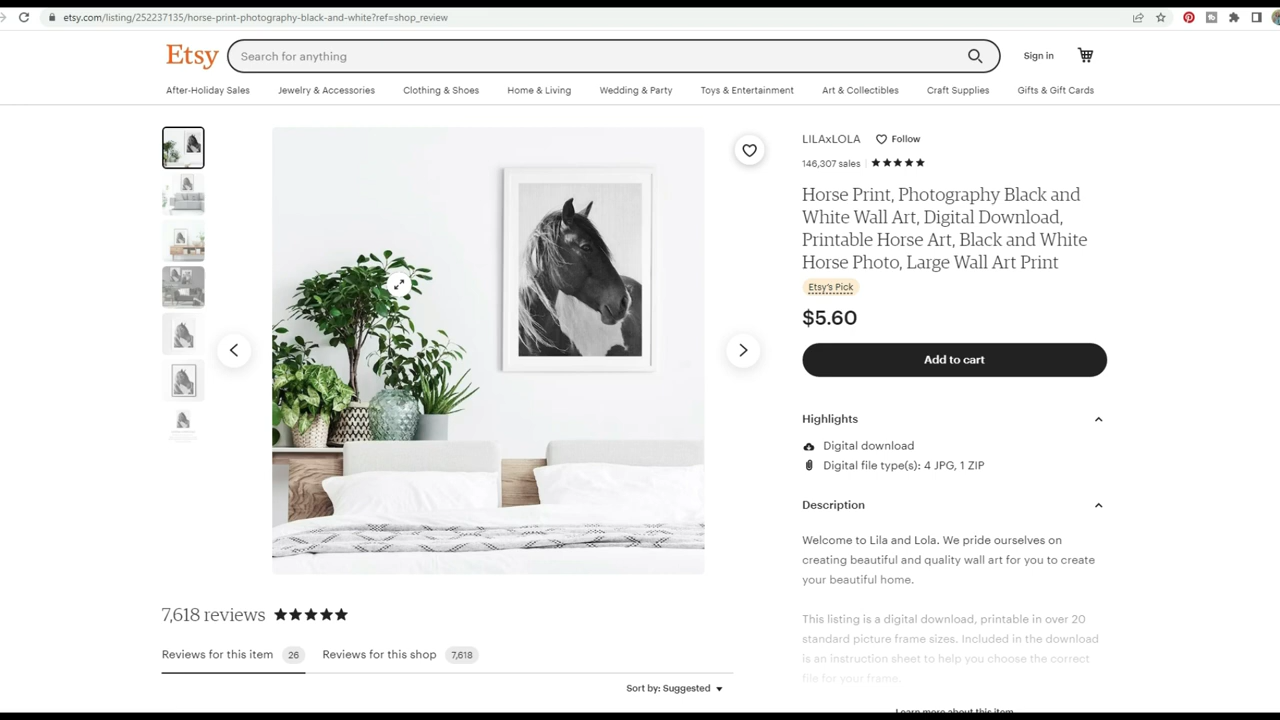 etsy.com/listing/252237135/horse-print-photography-black-and-white?ref=shop_review
Etsy
Search for anything
Sign in
After-Holiday Sales
Jewelry & Accessories
Clothing & Shoes
Home & Living
Wedding & Party
Toys & Entertainment
Art & Collectibles
Craft Supplies
Gifts & Gift Cards
LILAxLOLA
Follow
146,307 sales
Horse Print, Photography Black and
White Wall Art, Digital Download,
Printable Horse Art, Black and White
Horse Photo, Large Wall Art Print
Etsy's Pick
$5.60
Add to cart
Highlights
Digital download
Digital file type(s): 4 JPG, 1 ZIP
Description
Welcome to Lila and Lola. We pride ourselves on
creating beautiful and quality wall art for you to create
your beautiful home.
This listing is a digital download, printable in over 20
standard picture frame sizes. Included in the download
is an instruction sheet to help you choose the correct
file for your frame.
Learn more about this item
7,618 reviews
Reviews for this item 26
Reviews for this shop 7,618
Sort by: Suggested